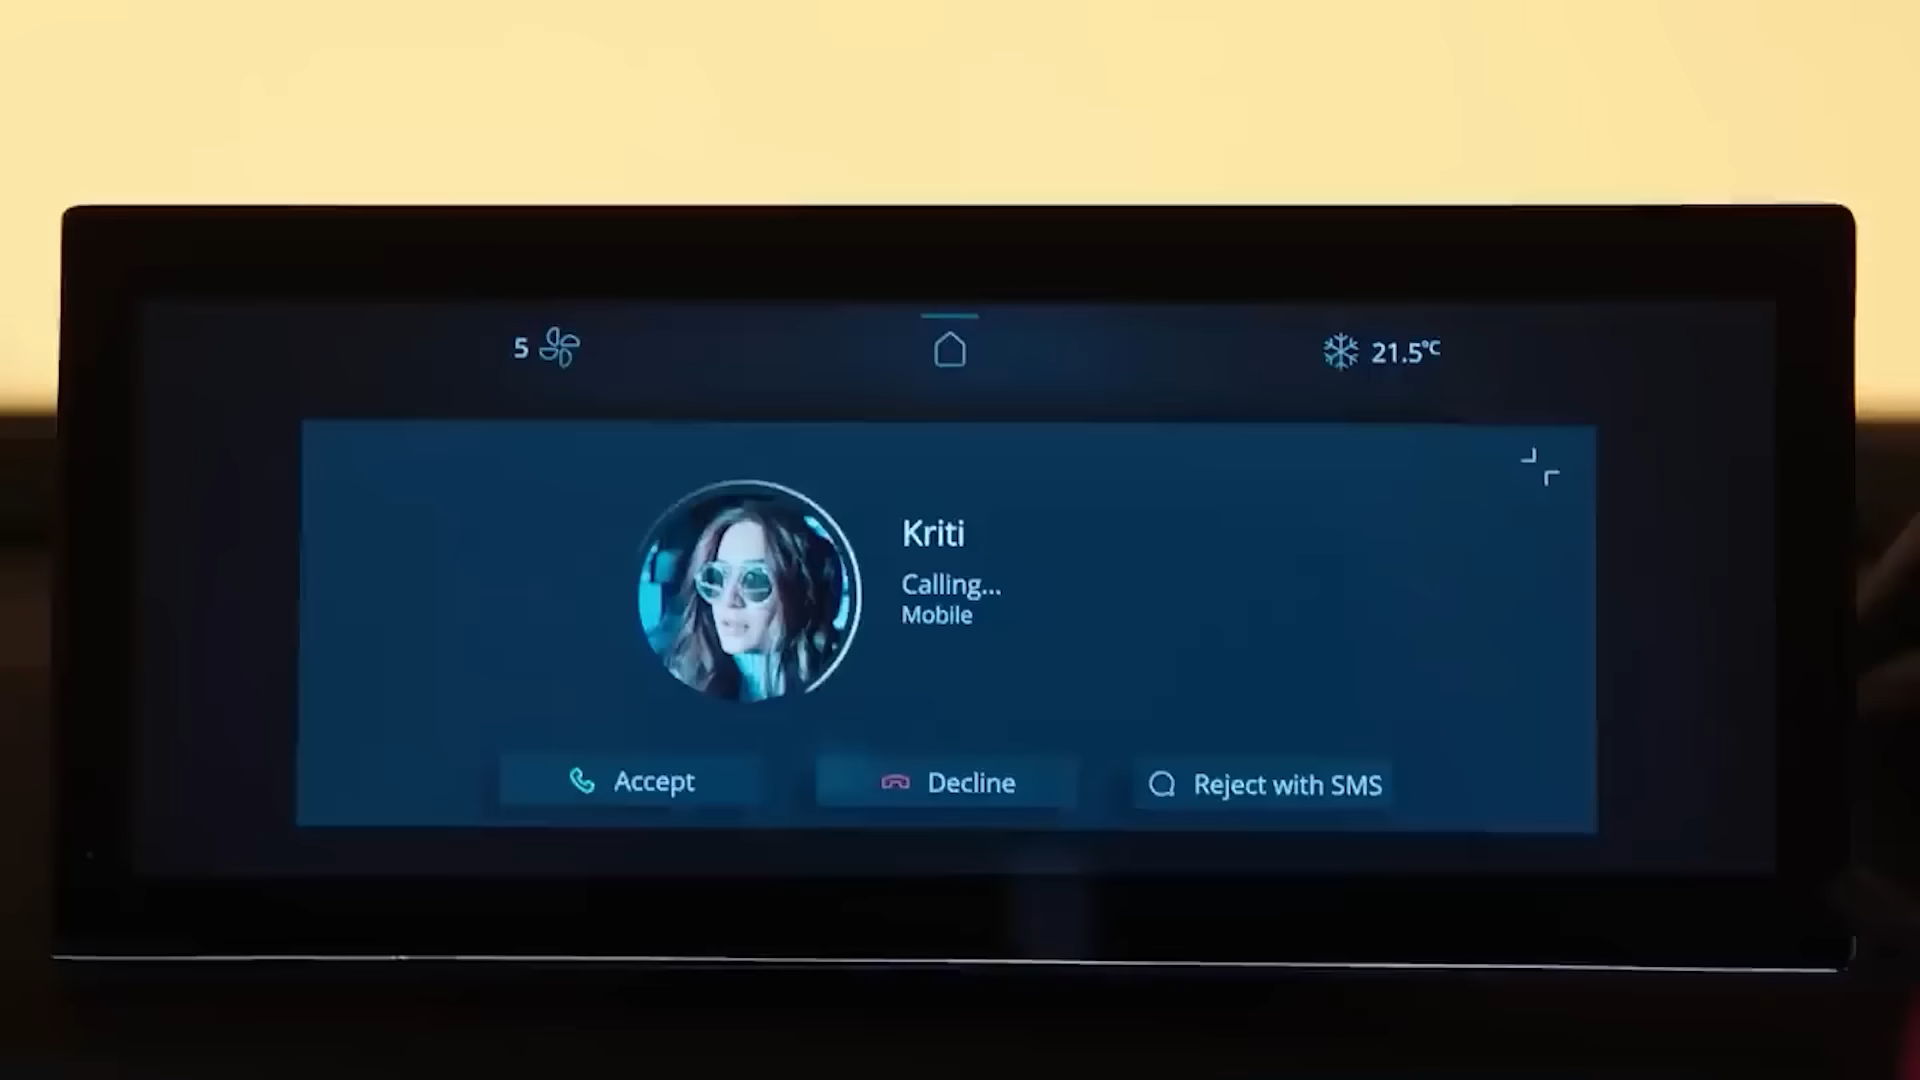 5
21.5°C
Kriti
Calling...
Mobile
Accept
Decline
Reject with SMS